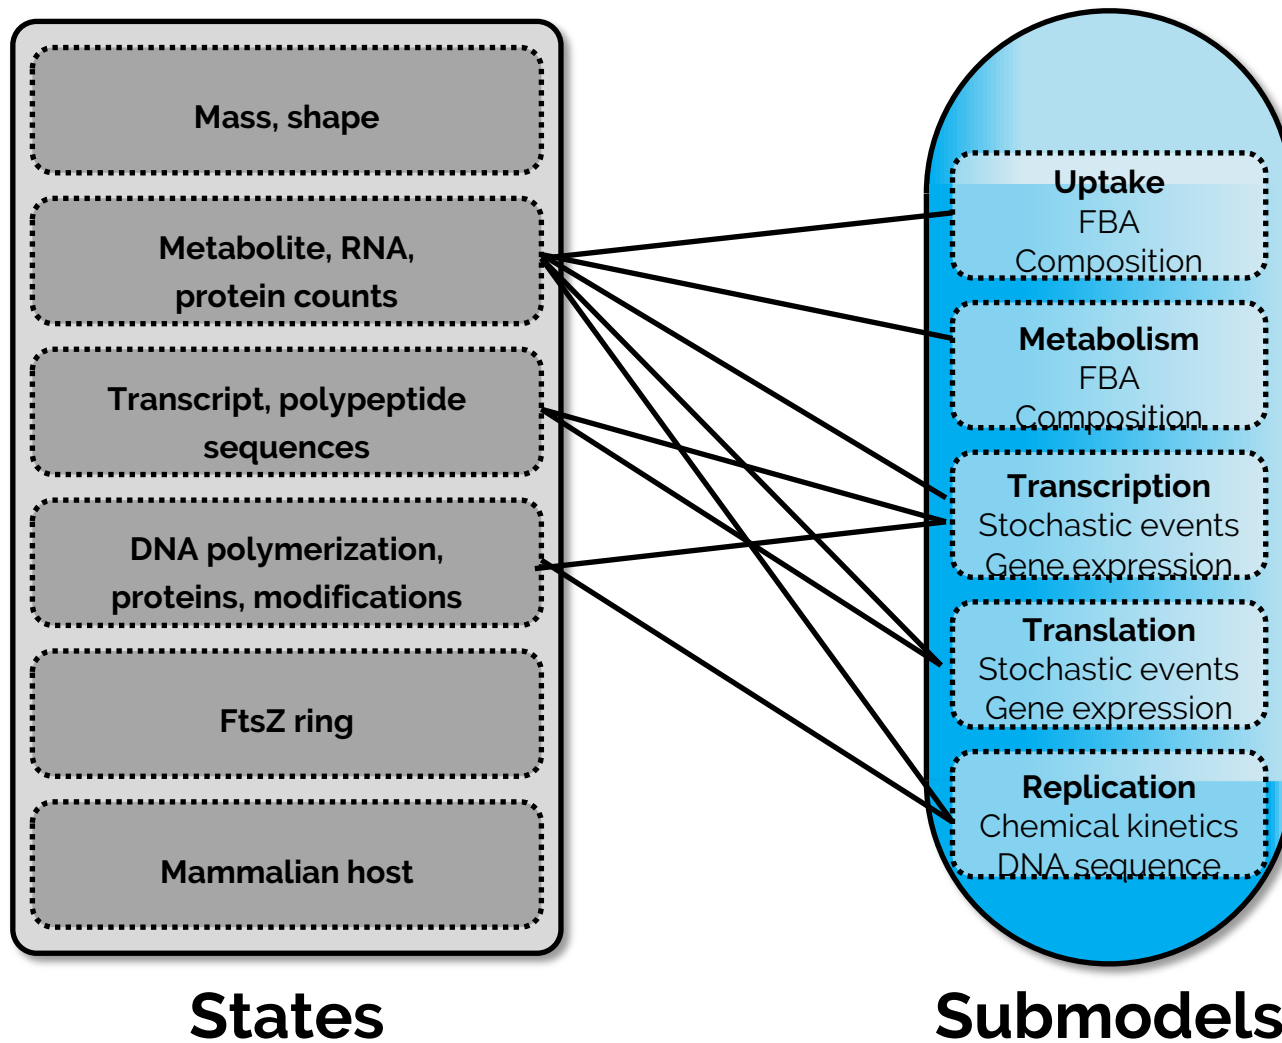 Mass, shape
Metabolite, RNA,
protein counts
Transcript, polypeptide
sequences
DNA polymerization,
proteins, modifications
FtsZ ring
Mammalian host
States
Uptake
FBA
Composition
Metabolism
FBA
Composition
Transcription
Stochastic events
Gene expression
Translation
Stochastic events
Gene expression
Replication
Chemical kinetics
DNA sequence
Submodels